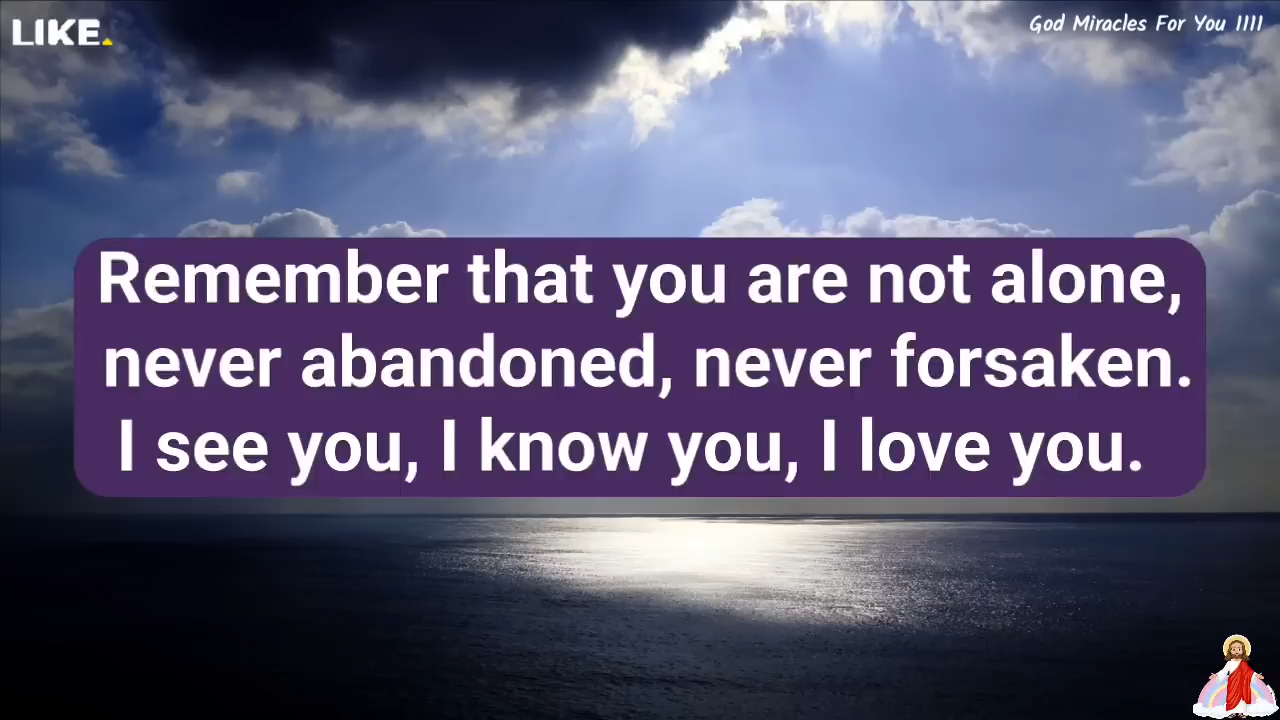 LIKE.
God Miracles For You 1111
Remember that you are not alone,
never abandoned, never forsaken.
I see you, I know you, I love you.